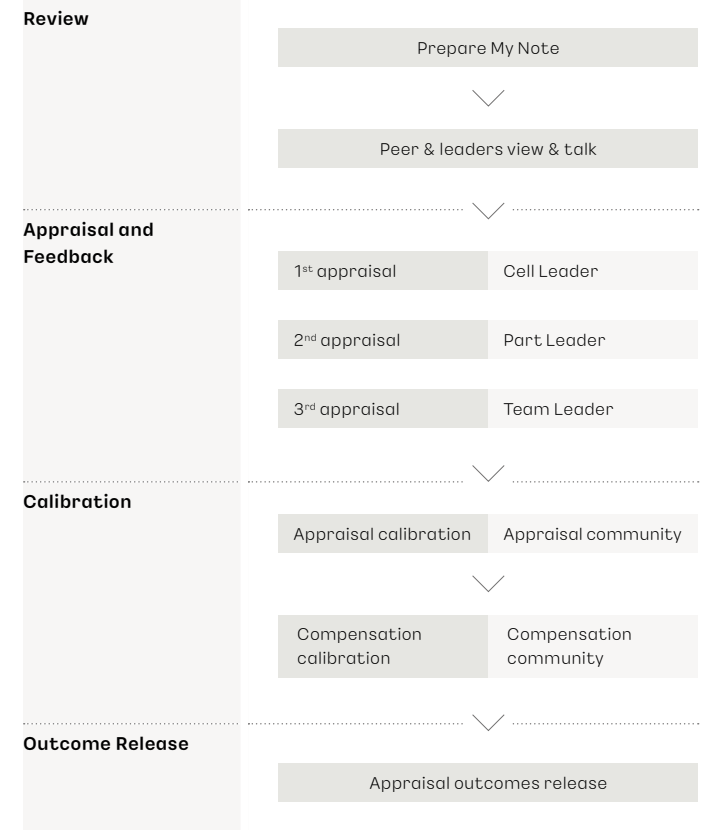 Review
Prepare My Note
Peer & leaders view & talk
Appraisal and
Feedback
1st appraisal
Cell Leader
2nd appraisal
Part Leader
3rd appraisal
Team Leader
Calibration
Appraisal calibration
Appraisal community
Compensation
calibration
Compensation
community
Outcome Release
Appraisal outcomes release